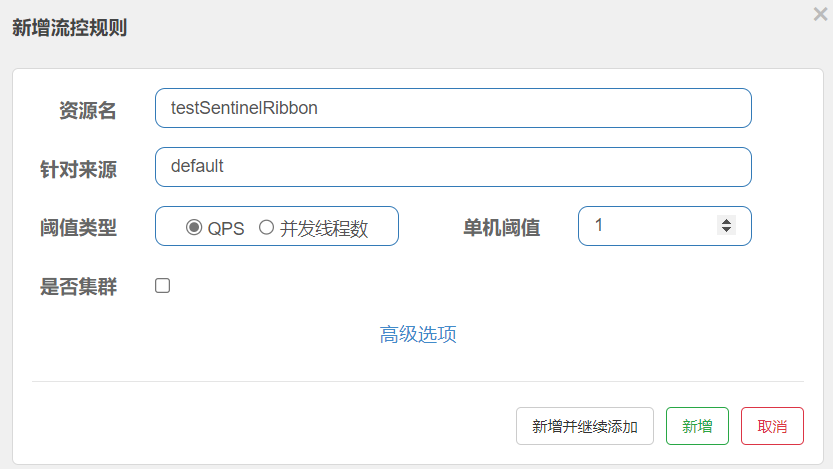 新增流控规则
×
资源名 testSentinelRibbon
针对来源 default
阈值类型 QPS 并发线程数 单机阈值 1
是否集群
高级选项
新增并继续添加 新增 取消